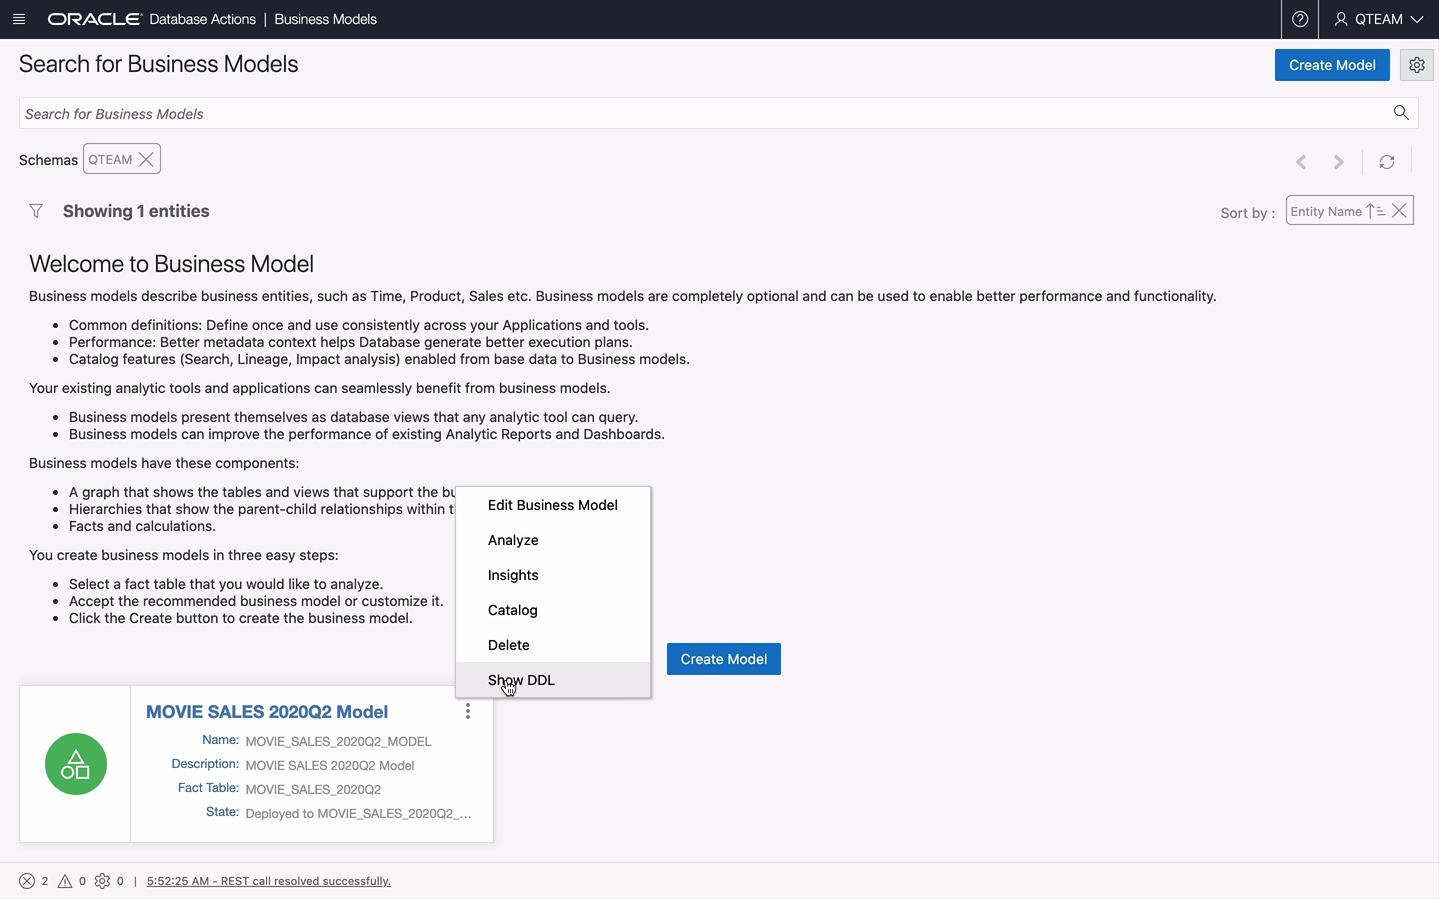 ORACLE Database Actions | Business Models
QTEAM
Search for Business Models
Create Model
Search for Business Models
Schemas QTEAM
Showing 1 entities
Sort by : Entity Name
Welcome to Business Model
Business models describe business entities, such as Time, Product, Sales etc. Business models are completely optional and can be used to enable better performance and functionality.
• Common definitions: Define once and use consistently across your Applications and tools.
• Performance: Better metadata context helps Database generate better execution plans.
• Catalog features (Search, Lineage, Impact analysis) enabled from base data to Business models.
Your existing analytic tools and applications can seamlessly benefit from business models.
• Business models present themselves as database views that any analytic tool can query.
• Business models can improve the performance of existing Analytic Reports and Dashboards.
Business models have these components:
• A graph that shows the tables and views that support the
• Hierarchies that show the parent-child relationships within
• Facts and calculations.
You create business models in three easy steps:
• Select a fact table that you would like to analyze.
• Accept the recommended business model or customize it.
• Click the Create button to create the business model.
Edit Business Model
Analyze
Insights
Catalog
Delete
Show DDL
Create Model
MOVIE SALES 2020Q2 Model
Name: MOVIE_SALES_2020Q2_MODEL
Description: MOVIE SALES 2020Q2 Model
Fact Table: MOVIE_SALES_2020Q2
State: Deployed to MOVIE_SALES_2020Q2_...
2 0 0 | 5:52:25 AM - REST call resolved successfully.